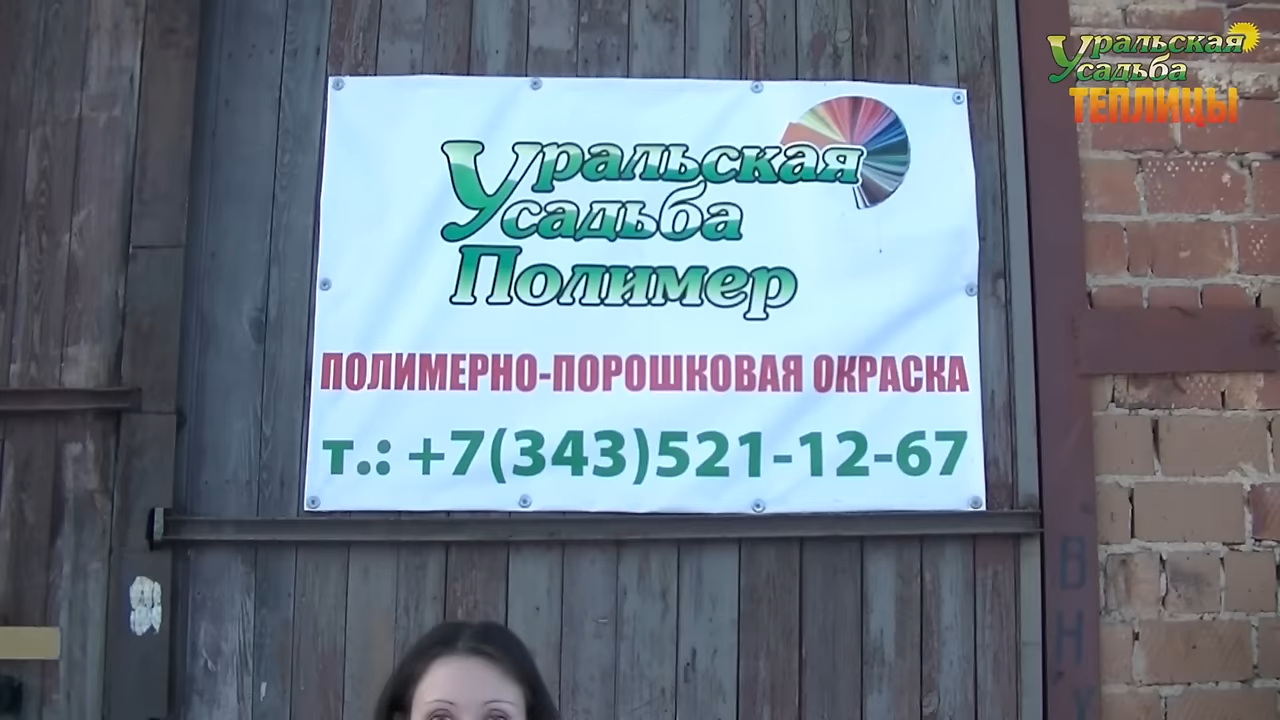 Уральская
Усадьба
ТЕПЛИЦЫ
Уральская
Усадьба
Полимер
ПОЛИМЕРНО-ПОРОШКОВАЯ ОКРАСКА
т.: +7(343)521-12-67